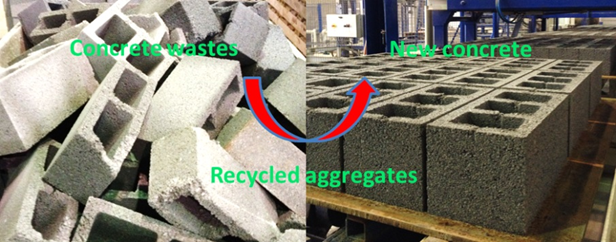 Concrete wastes
New concrete
Recycled aggregates